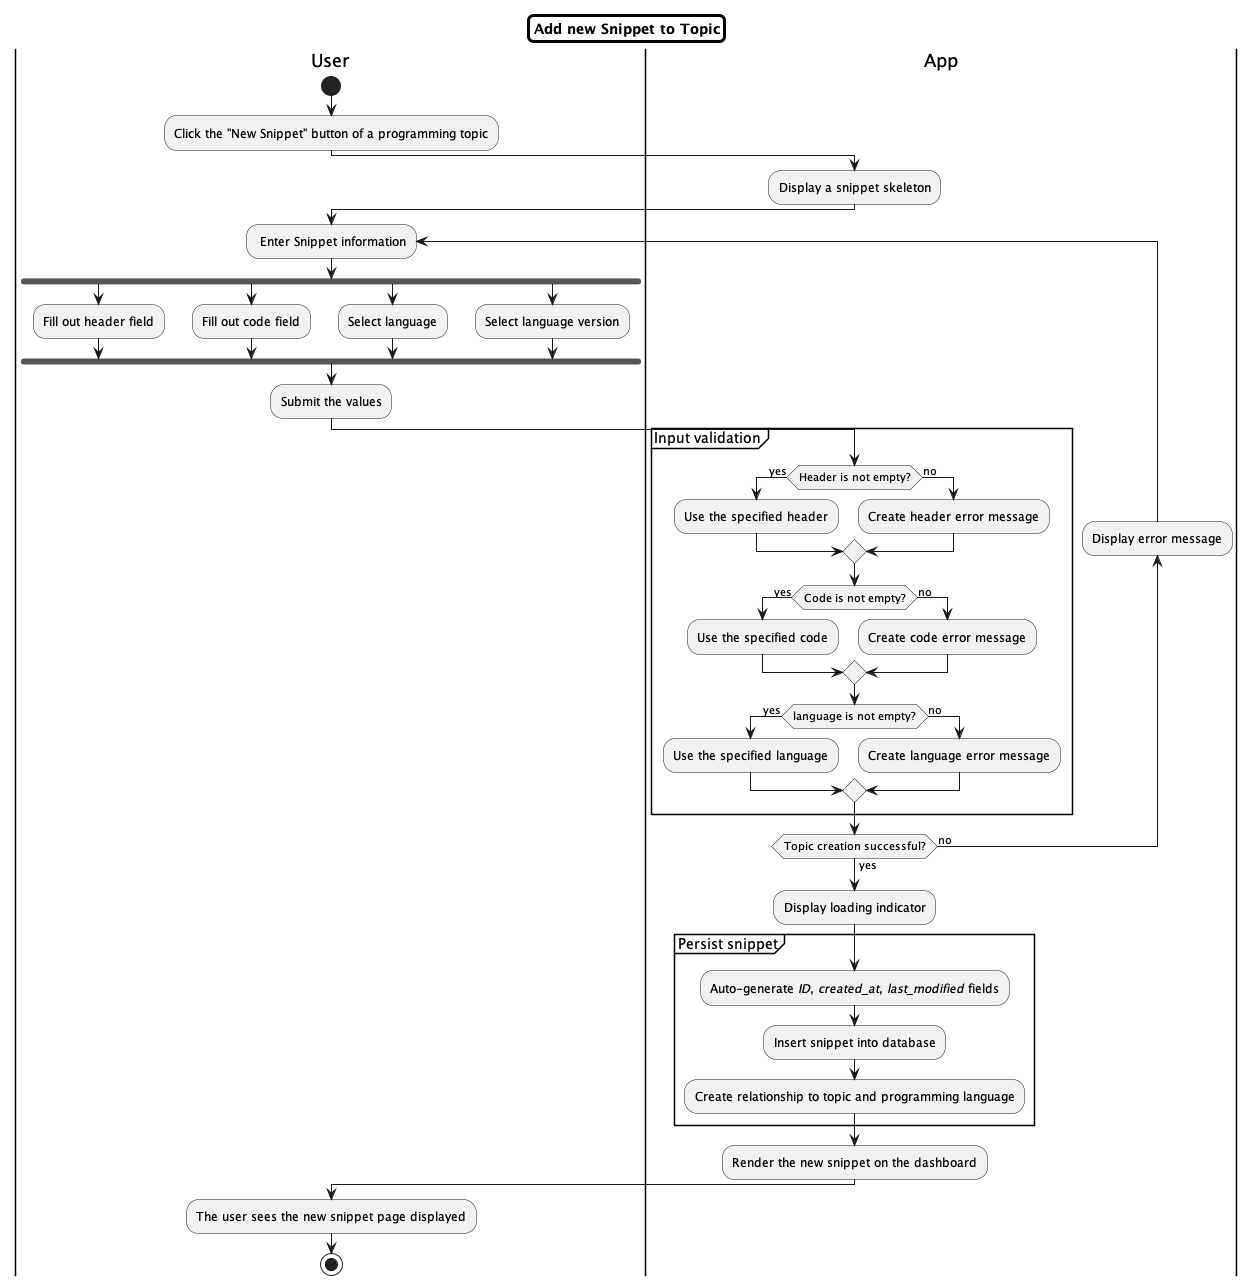 Add new Snippet to Topic
User
App
Click the "New Snippet" button of a programming topic
Display a snippet skeleton
Enter Snippet information
Fill out header field
Fill out code field
Select language
Select language version
Submit the values
Input validation
Header is not empty?
yes
no
Use the specified header
Create header error message
Display error message
Code is not empty?
yes
no
Use the specified code
Create code error message
language is not empty?
yes
no
Use the specified language
Create language error message
Topic creation successful?
no
yes
Display loading indicator
Persist snippet
Auto-generate ID, created_at, last_modified fields
Insert snippet into database
Create relationship to topic and programming language
Render the new snippet on the dashboard
The user sees the new snippet page displayed